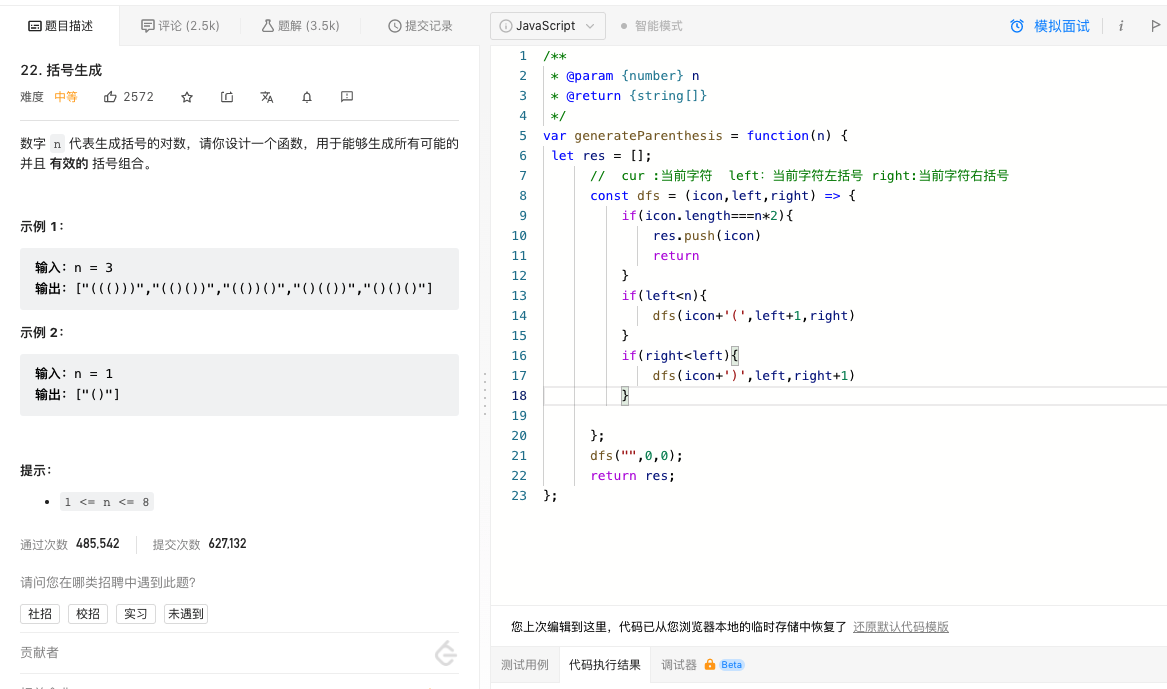 题目描述 评论 (2.5k) 题解 (3.5k) 提交记录
22. 括号生成
难度 中等 2572
数字 n 代表生成括号的对数，请你设计一个函数，用于能够生成所有可能的
并且 有效的 括号组合。
示例 1：
输入：n = 3
输出：["((()))","(()())","(())()","()(())","()()()"]
示例 2：
输入：n = 1
输出：["()"]
提示：
1 <= n <= 8
通过次数 485,542 提交次数 627,132
请问您在哪类招聘中遇到此题?
社招 校招 实习 未遇到
贡献者
JavaScript 智能模式 模拟面试 i
1 /**
2 * @param {number} n
3 * @return {string[]}
4 */
5 var generateParenthesis = function(n) {
6 let res = [];
7 // cur :当前字符 left：当前字符左括号 right:当前字符右括号
8 const dfs = (icon,left,right) => {
9 if(icon.length===n*2){
10 res.push(icon)
11 return
12 }
13 if(left<n){
14 dfs(icon+'(',left+1,right)
15 }
16 if(right<left){
17 dfs(icon+')',left,right+1)
18 }
19
20 };
21 dfs("",0,0);
22 return res;
23 };
您上次编辑到这里，代码已从您浏览器本地的临时存储中恢复了 还原默认代码模版
测试用例 代码执行结果 调试器 Beta